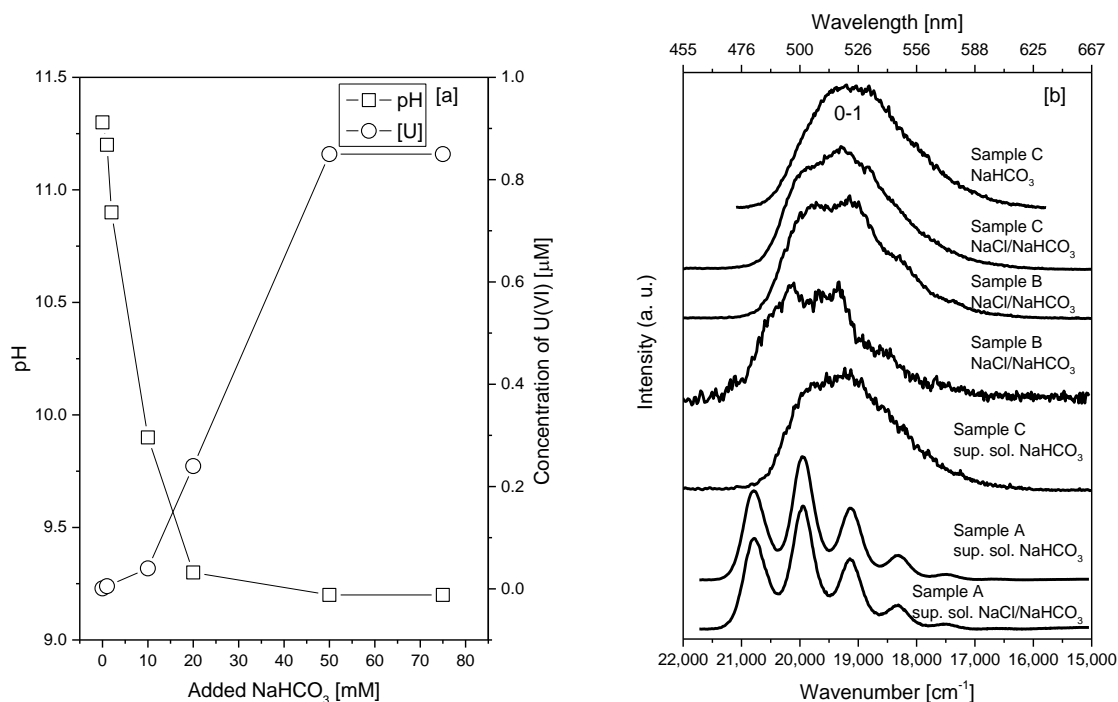 [a]
pH
[U]
11.5
11.0
10.5
10.0
9.5
9.0
pH
1.0
0.8
0.6
0.4
0.2
0.0
Concentration of U(VI) [µM]
0 10 20 30 40 50 60 70 80
Added NaHCO₃ [mM]
Wavelength [nm]
455 476 500 526 556 588 625 667
[b]
0-1
Sample C
NaHCO₃
Sample C
NaCl/NaHCO₃
Sample B
NaCl/NaHCO₃
Sample B
NaCl/NaHCO₃
Sample C
sup. sol. NaHCO₃
Sample A
sup. sol. NaHCO₃
Sample A
sup. sol. NaCl/NaHCO₃
Intensity (a. u.)
22,000 21,000 20,000 19,000 18,000 17,000 16,000 15,000
Wavenumber [cm⁻¹]